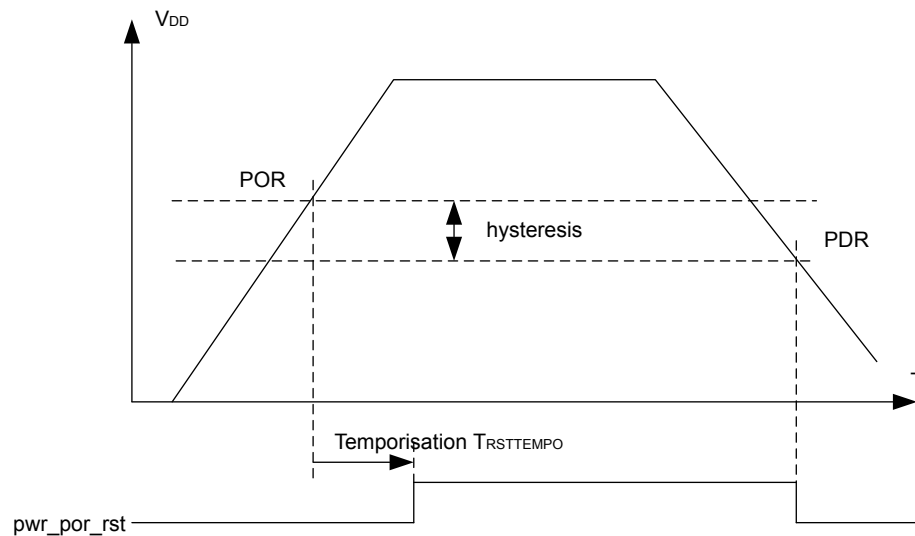 VDD
POR
hysteresis
PDR
Temporisation TRSTTEMPO
pwr_por_rst